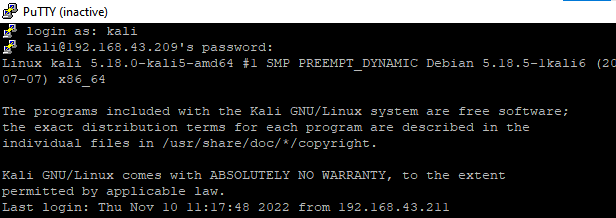 PuTTY (inactive)
login as: kali
kali@192.168.43.209's password:
Linux kali 5.18.0-kali5-amd64 #1 SMP PREEMPT_DYNAMIC Debian 5.18.5-1kali6 (20
07-07) x86_64
The programs included with the Kali GNU/Linux system are free software;
the exact distribution terms for each program are described in the
individual files in /usr/share/doc/*/copyright.
Kali GNU/Linux comes with ABSOLUTELY NO WARRANTY, to the extent
permitted by applicable law.
Last login: Thu Nov 10 11:17:48 2022 from 192.168.43.211